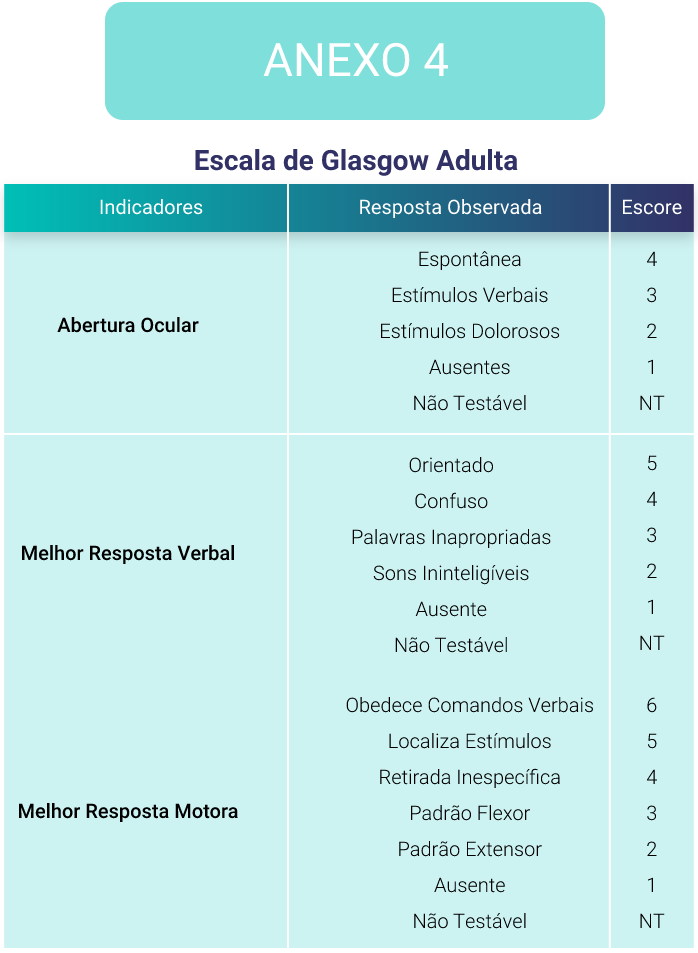 ANEXO 4
Escala de Glasgow Adulta
Indicadores Resposta Observada Escore
Espontânea 4
Estímulos Verbais 3
Abertura Ocular
Estímulos Dolorosos 2
Ausentes 1
Não Testável NT
Orientado 5
Confuso 4
Palavras Inapropriadas 3
Melhor Resposta Verbal
Sons Ininteligíveis 2
Ausente 1
Não Testável NT
Obedece Comandos Verbais 6
Localiza Estímulos 5
Retirada Inespecífica 4
Melhor Resposta Motora
Padrão Flexor 3
Padrão Extensor 2
Ausente 1
Não Testável NT